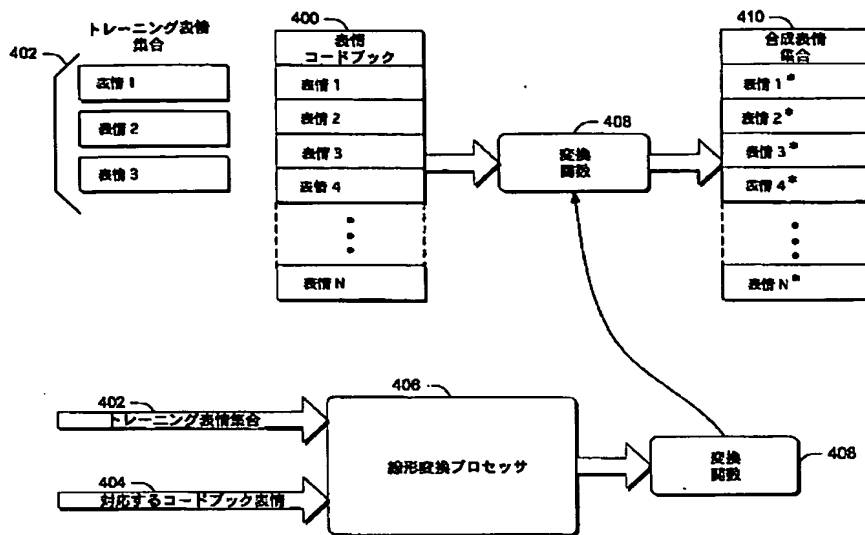 トレーニング表情
集合
402
表情 1
表情 2
表情 3
400
表情
コードブック
表情 1
表情 2
表情 3
表情 4
表情 N
408
変換
関数
410
合成表情
集合
表情 1*
表情 2*
表情 3*
表情 4*
表情 N*
402
トレーニング表情集合
404
対応するコードブック表情
406
線形変換プロセッサ
変換
関数
408